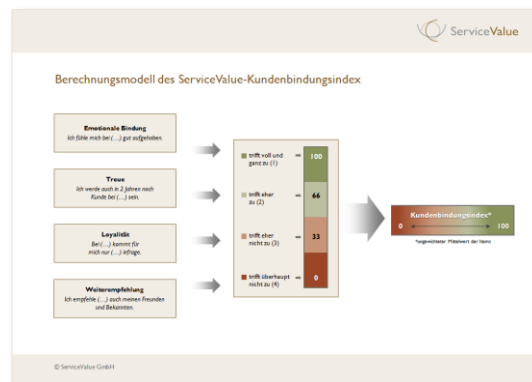 ServiceValue
Berechnungsmodell des ServiceValue-Kundenbindungsindex
Emotionale Bindung
Ich fühle mich bei (…) gut aufgehoben.
Treue
Ich werde auch in 2 Jahren noch
Kunde bei (…) sein.
Loyalität
Bei (…) kommt für
mich nur (…) infrage.
Weiterempfehlung
Ich empfehle (…) auch meinen Freunden
und Bekannten.
trifft voll und
ganz zu (1)
= 100
trifft eher
zu (2)
= 66
trifft eher
nicht zu (3)
= 33
trifft überhaupt
nicht zu (4)
= 0
Kundenbindungsindex*
0 100
*ungewichteter Mittelwert der Items
© ServiceValue GmbH